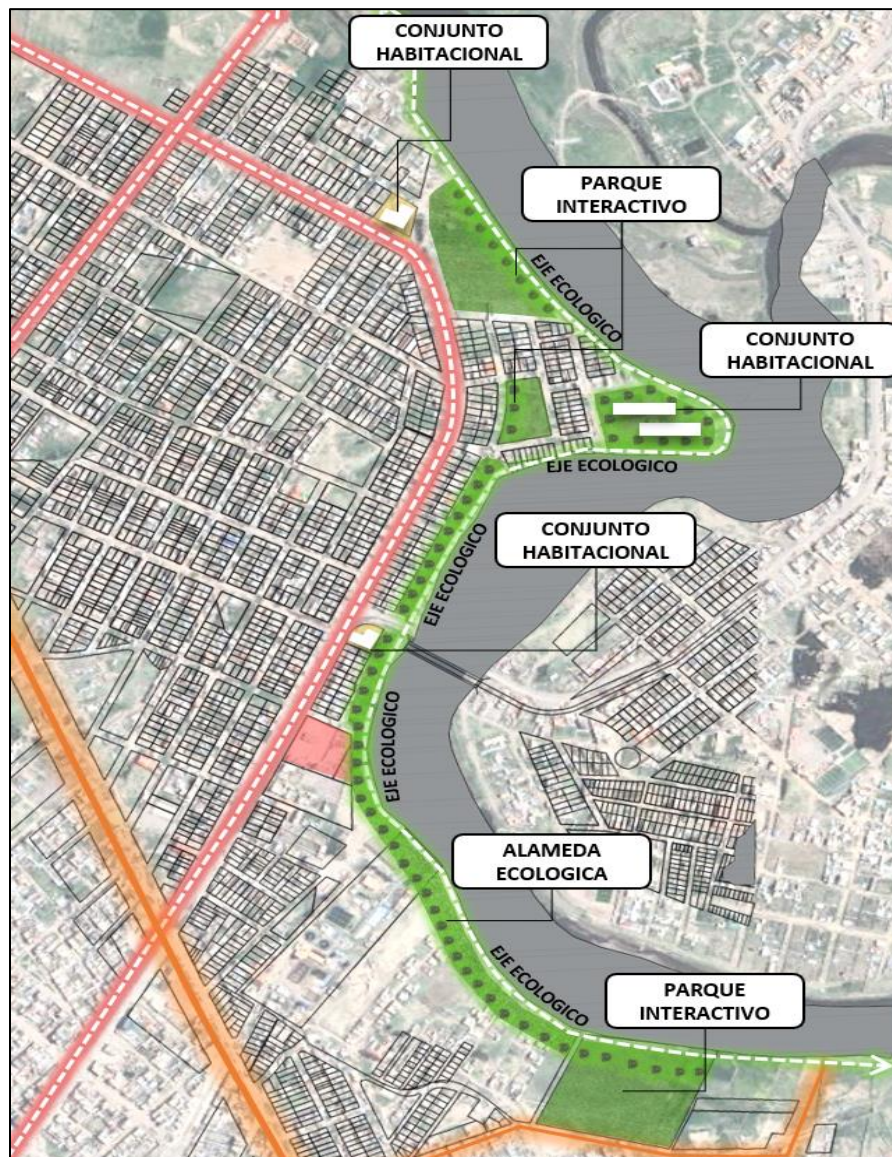 CONJUNTO
HABITACIONAL
PARQUE
INTERACTIVO
EJE ECOLOGICO
CONJUNTO
HABITACIONAL
EJE ECOLOGICO
CONJUNTO
HABITACIONAL
EJE ECOLOGICO
EJE ECOLOGICO
ALAMEDA
ECOLOGICA
EJE ECOLOGICO
PARQUE
INTERACTIVO